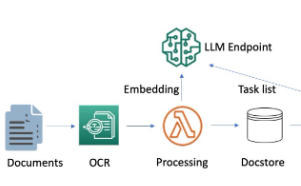 LLM Endpoint
Embedding
Task list
Documents
OCR
Processing
Docstore